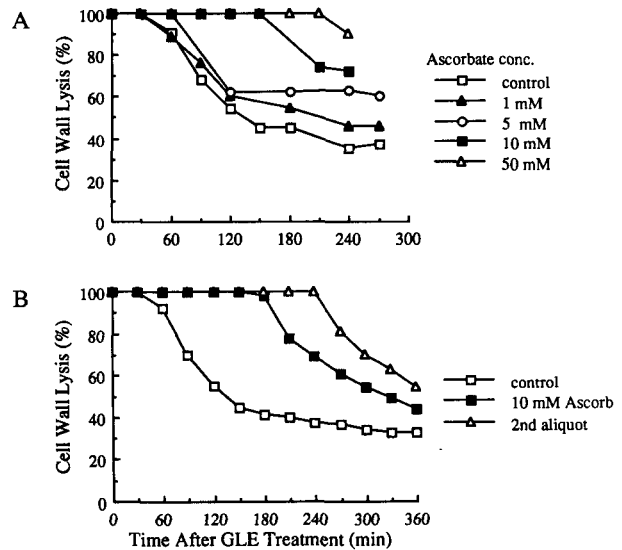 A
Cell Wall Lysis (%)
100
80
60
40
20
0
0 60 120 180 240 300
Ascorbate conc.
control
1 mM
5 mM
10 mM
50 mM
B
Cell Wall Lysis (%)
100
80
60
40
20
0
0 60 120 180 240 300 360
Time After GLE Treatment (min)
control
10 mM Ascorb
2nd aliquot